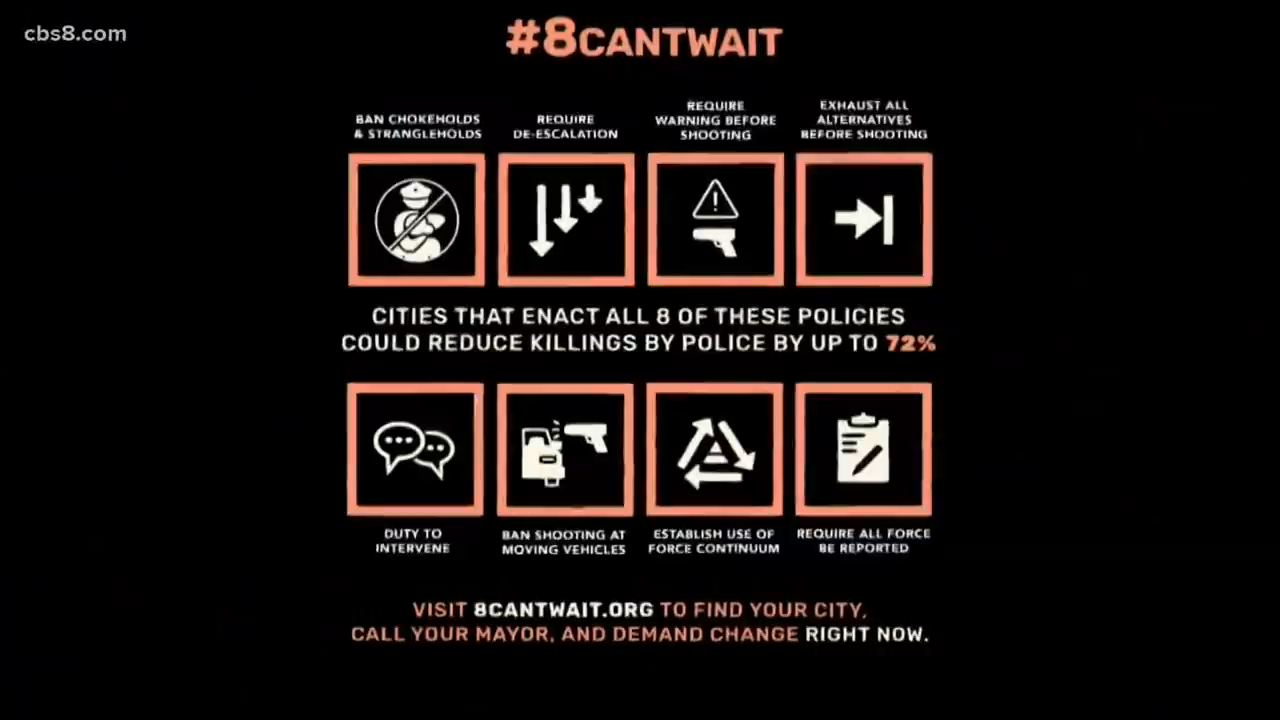 cbs8.com
#8CANTWAIT
BAN CHOKEHOLDS
& STRANGLEHOLDS
REQUIRE
DE-ESCALATION
REQUIRE
WARNING BEFORE
SHOOTING
EXHAUST ALL
ALTERNATIVES
BEFORE SHOOTING
CITIES THAT ENACT ALL 8 OF THESE POLICIES
COULD REDUCE KILLINGS BY POLICE BY UP TO 72%
DUTY TO
INTERVENE
BAN SHOOTING AT
MOVING VEHICLES
ESTABLISH USE OF
FORCE CONTINUUM
REQUIRE ALL FORCE
BE REPORTED
VISIT 8CANTWAIT.ORG TO FIND YOUR CITY,
CALL YOUR MAYOR, AND DEMAND CHANGE RIGHT NOW.